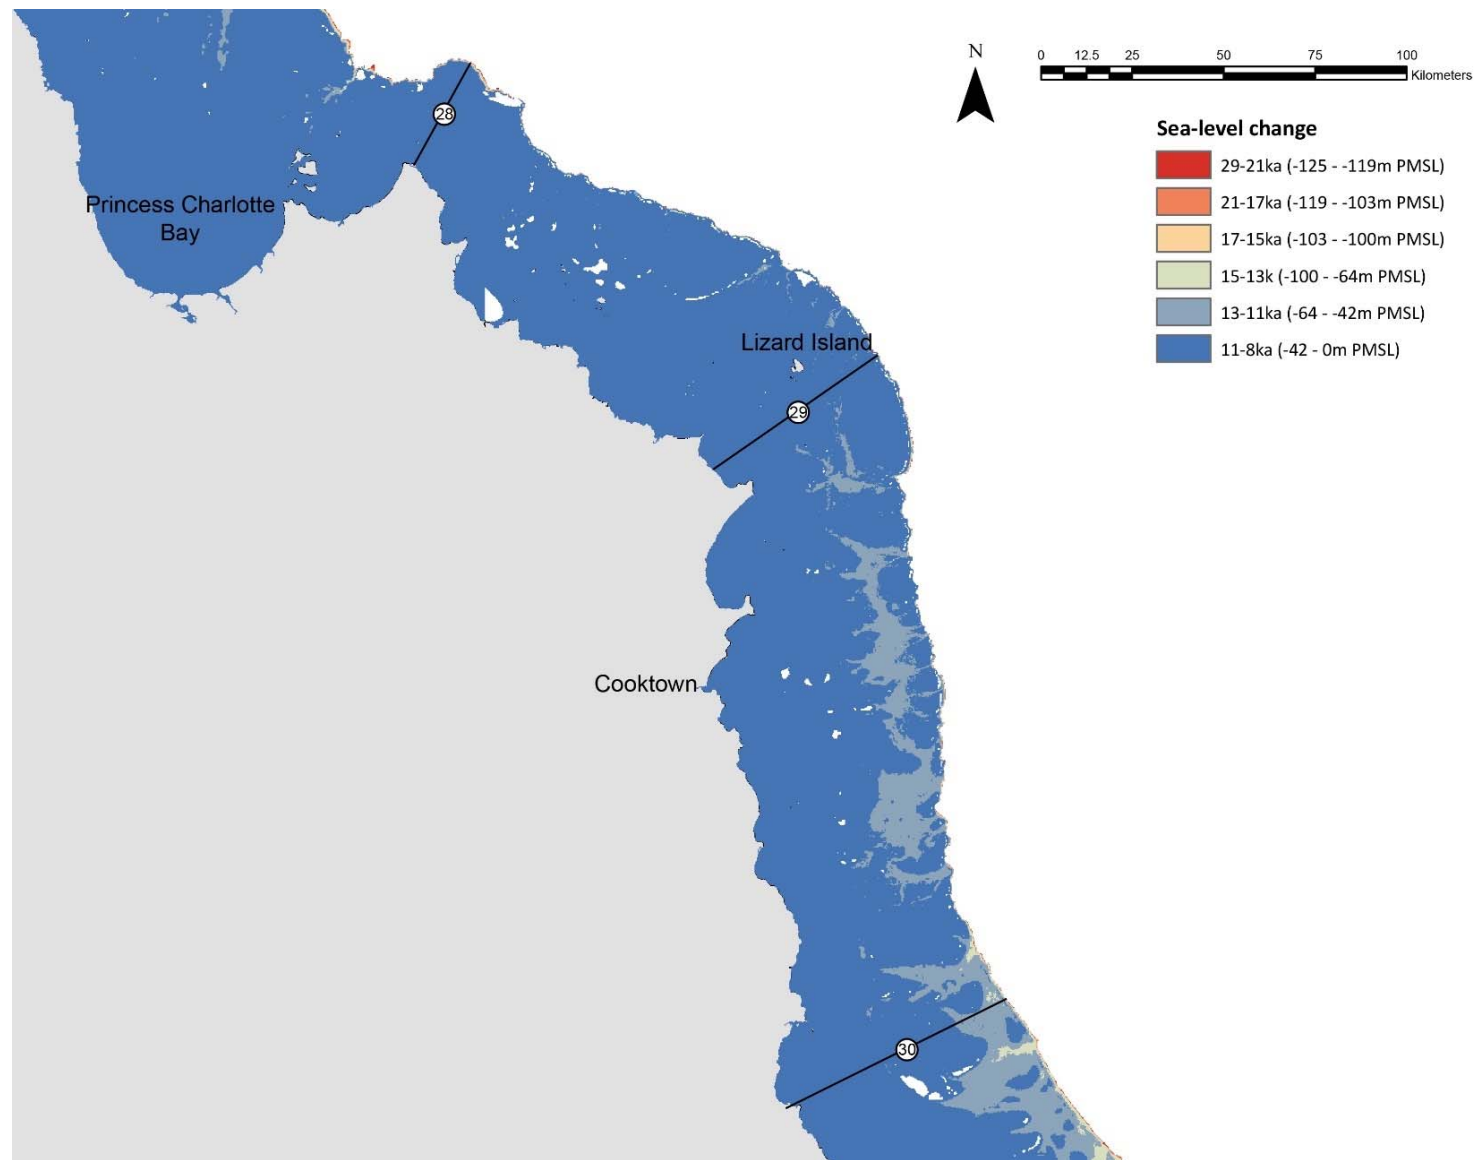 N
0 12.5 25 50 75 100
Kilometers
Sea-level change
29-21ka (-125 - -119m PMSL)
21-17ka (-119 - -103m PMSL)
17-15ka (-103 - -100m PMSL)
15-13k (-100 - -64m PMSL)
13-11ka (-64 - -42m PMSL)
11-8ka (-42 - 0m PMSL)
28
Princess Charlotte
Bay
Lizard Island
29
Cooktown
30